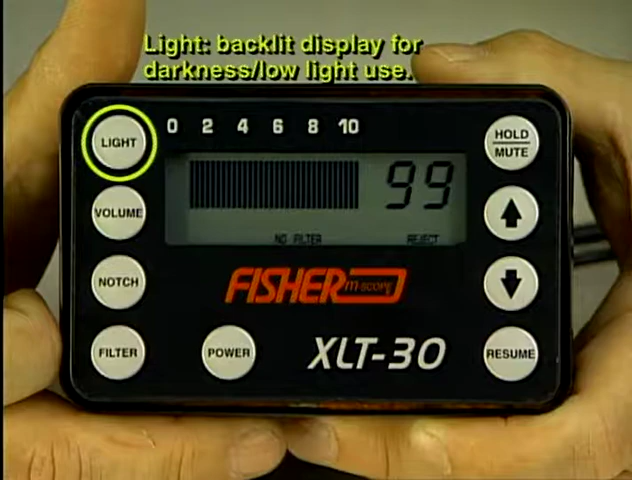 Light: backlit display for
darkness/low light use.
LIGHT
0 2 4 6 8 10
HOLD
MUTE
VOLUME
99
NO FILTER REJECT
NOTCH
FISHER m-scope
FILTER
POWER
XLT-30
RESUME